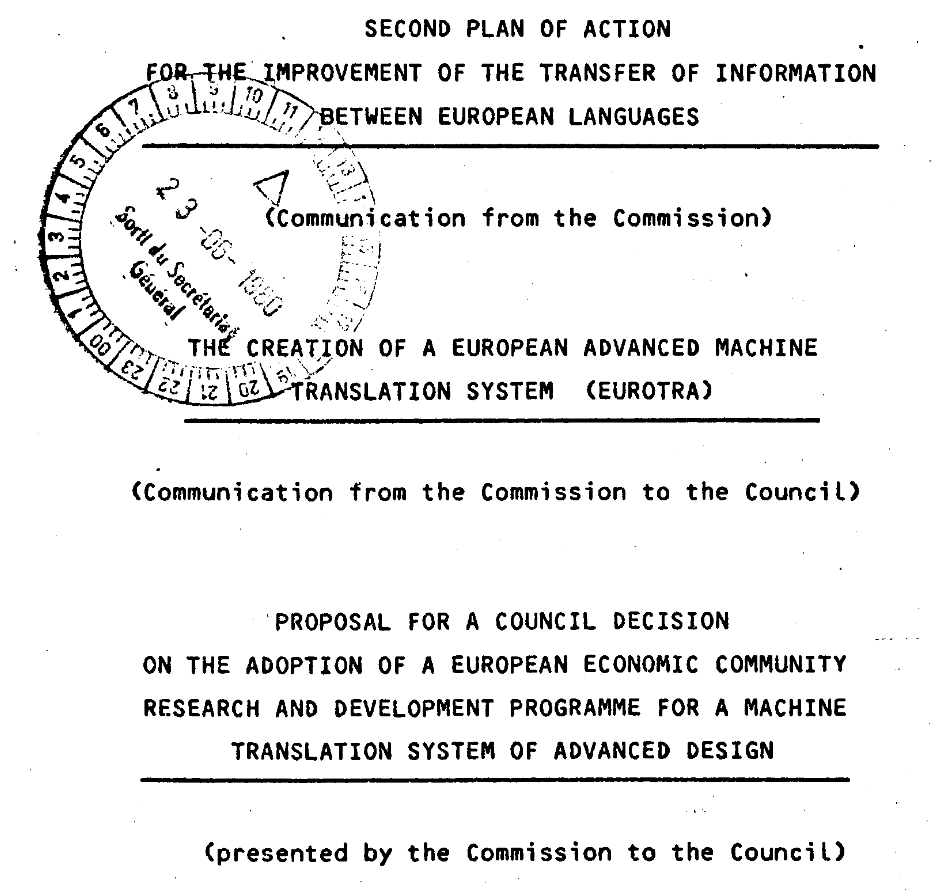 SECOND PLAN OF ACTION
FOR THE IMPROVEMENT OF THE TRANSFER OF INFORMATION
BETWEEN EUROPEAN LANGUAGES
(Communication from the Commission)
THE CREATION OF A EUROPEAN ADVANCED MACHINE
TRANSLATION SYSTEM (EUROTRA)
(Communication from the Commission to the Council)
PROPOSAL FOR A COUNCIL DECISION
ON THE ADOPTION OF A EUROPEAN ECONOMIC COMMUNITY
RESEARCH AND DEVELOPMENT PROGRAMME FOR A MACHINE
TRANSLATION SYSTEM OF ADVANCED DESIGN
(presented by the Commission to the Council)
23 -06- 1980
Sorti du Secrétariat
Général
00 1 2 3 4 5 6 7 8 9 10 11
13
20 21 22 23